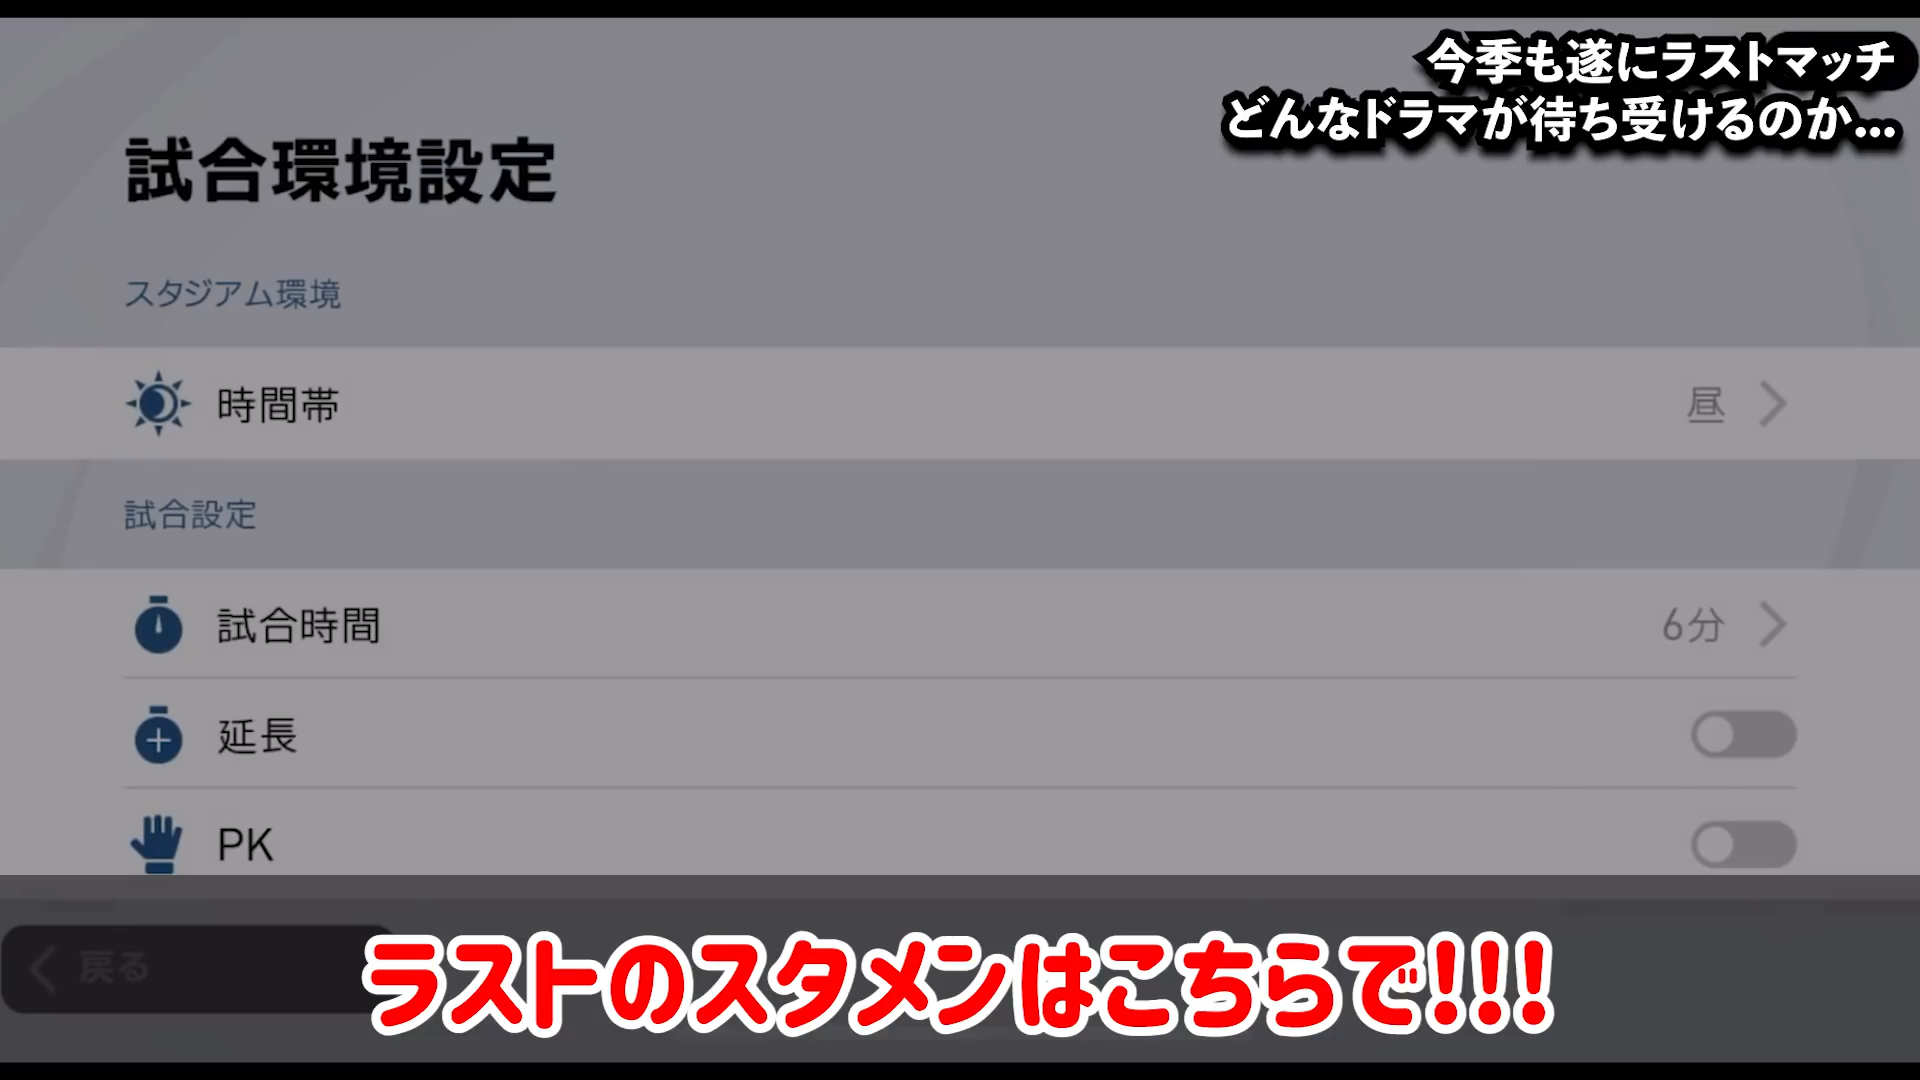 今季も遂にラストマッチ
どんなドラマが待ち受けるのか...
試合環境設定
スタジアム環境
時間帯 昼
試合設定
試合時間 6分
延長
PK
戻る
ラストのスタメンはこちらで!!!